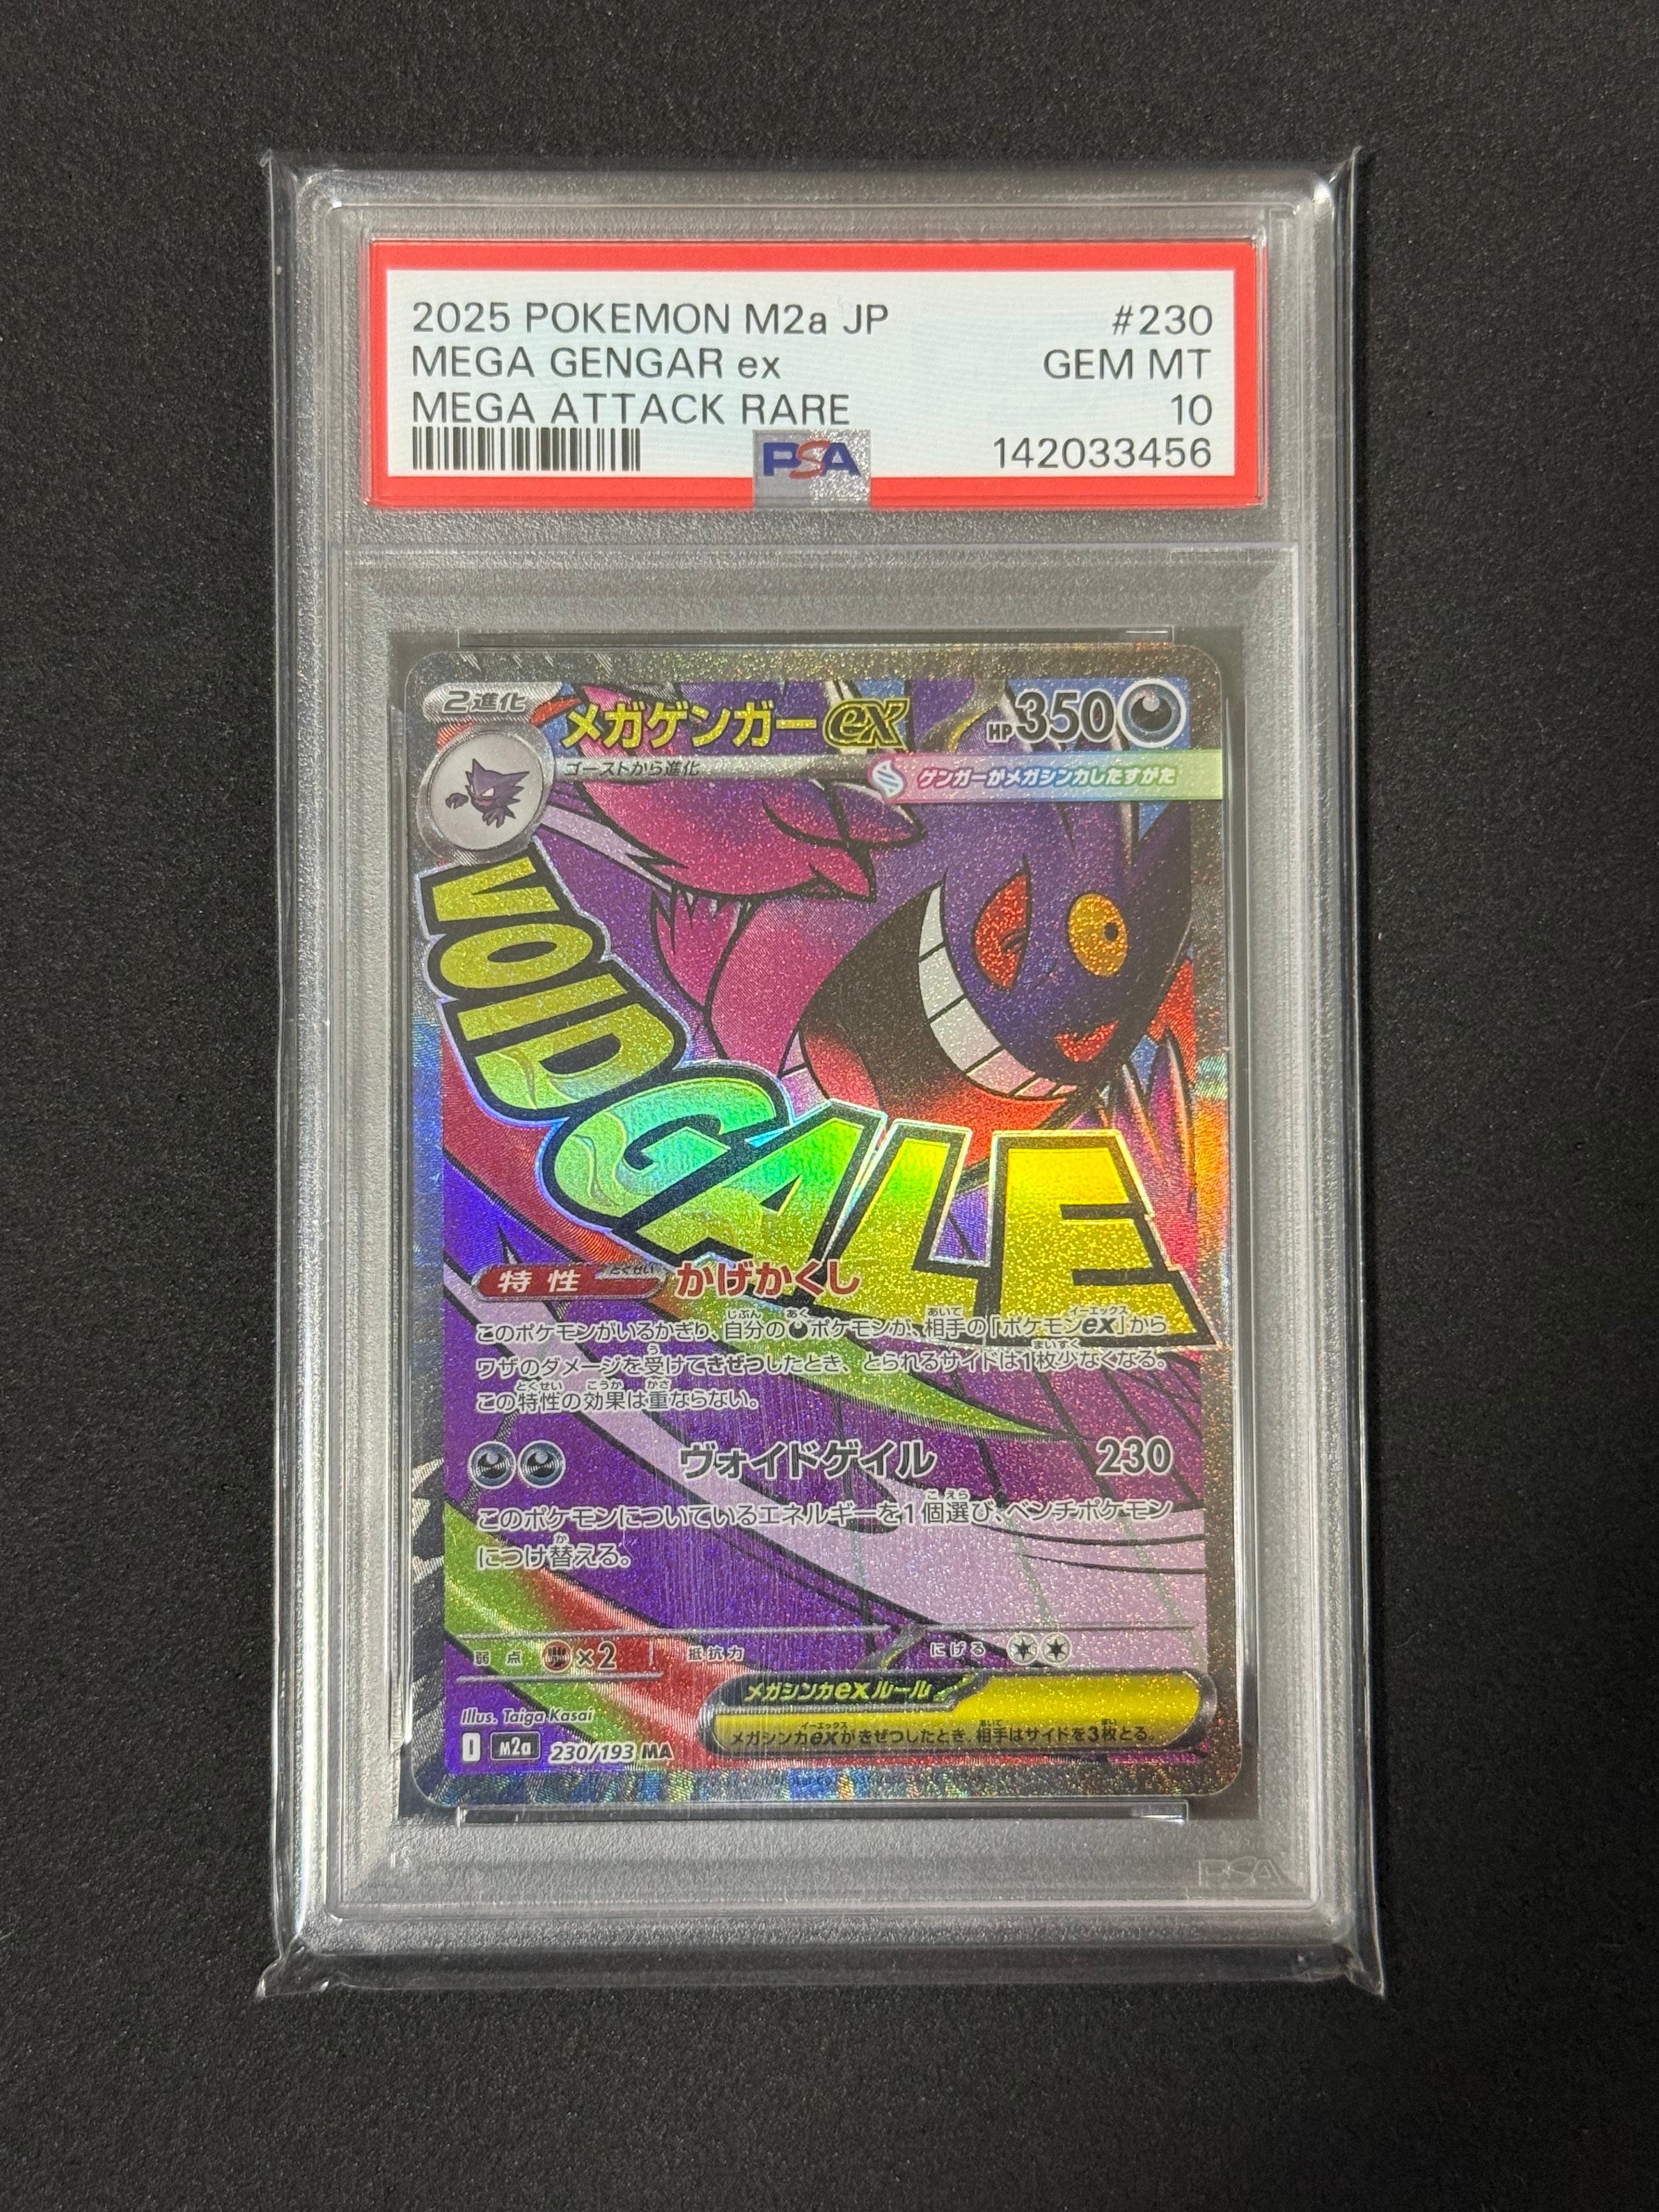 2025 POKEMON M2a JP #230
MEGA GENGAR ex GEM MT
MEGA ATTACK RARE 10
PSA 142033456
2進化 メガゲンガーex HP350
ゴーストから進化 ゲンガーがメガシンカしたすがた
VOID GALE
特性 とくせい かげかくし
このポケモンがいるかぎり、自分のポケモンが、相手の「ポケモンex」から
ワザのダメージを受けてきぜつしたとき、とられるサイドは1枚少なくなる。
この特性の効果は重ならない。
ヴォイドゲイル 230
このポケモンについているエネルギーを1個選び、ベンチポケモン
につけ替える。
弱点 ×2 抵抗力 にげる
メガシンカexルール
メガシンカexがきぜつしたとき、相手はサイドを3枚とる。
Illus. Taiga Kasai
M2a 230/193 MA
PSA